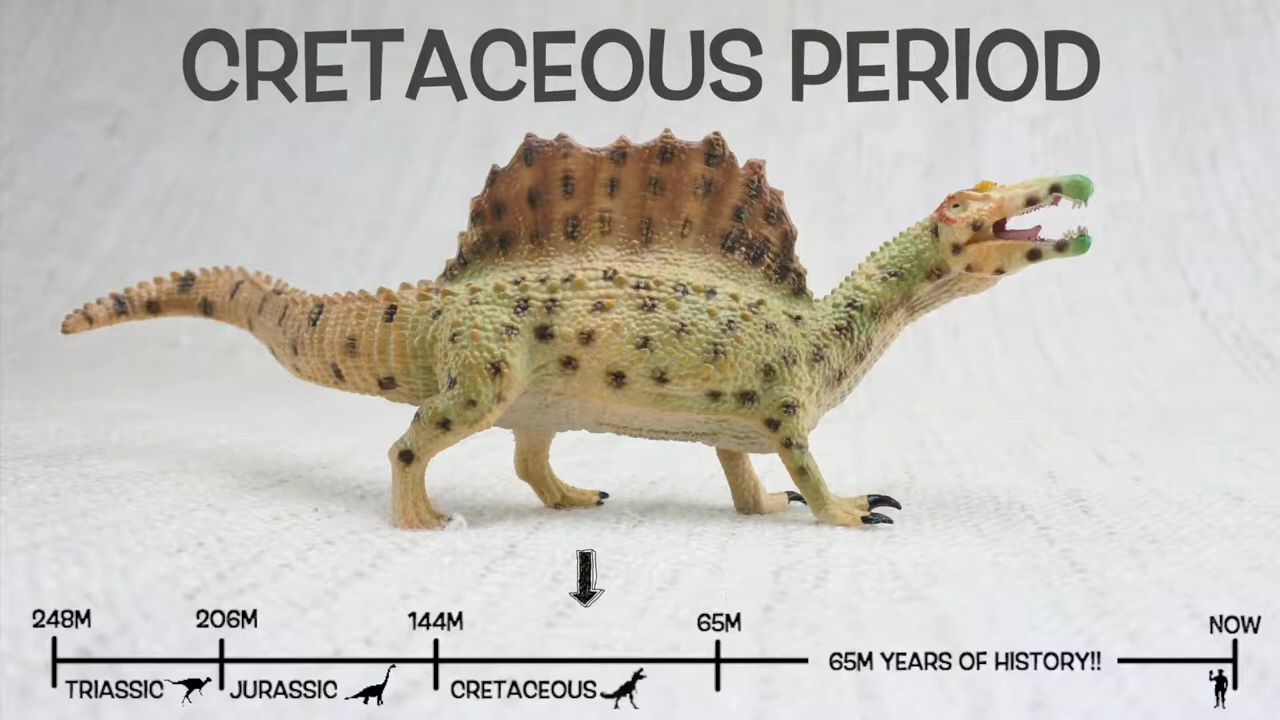 CRETACEOUS PERIOD
248M 206M 144M 65M NOW
65M YEARS OF HISTORY!!
TRIASSIC JURASSIC CRETACEOUS